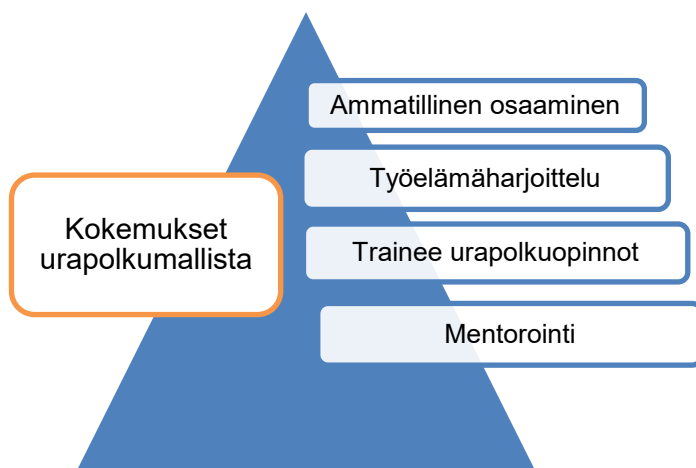 Kokemukset
urapolkumallista
Ammatillinen osaaminen
Työelämäharjoittelu
Trainee urapolkuopinnot
Mentorointi